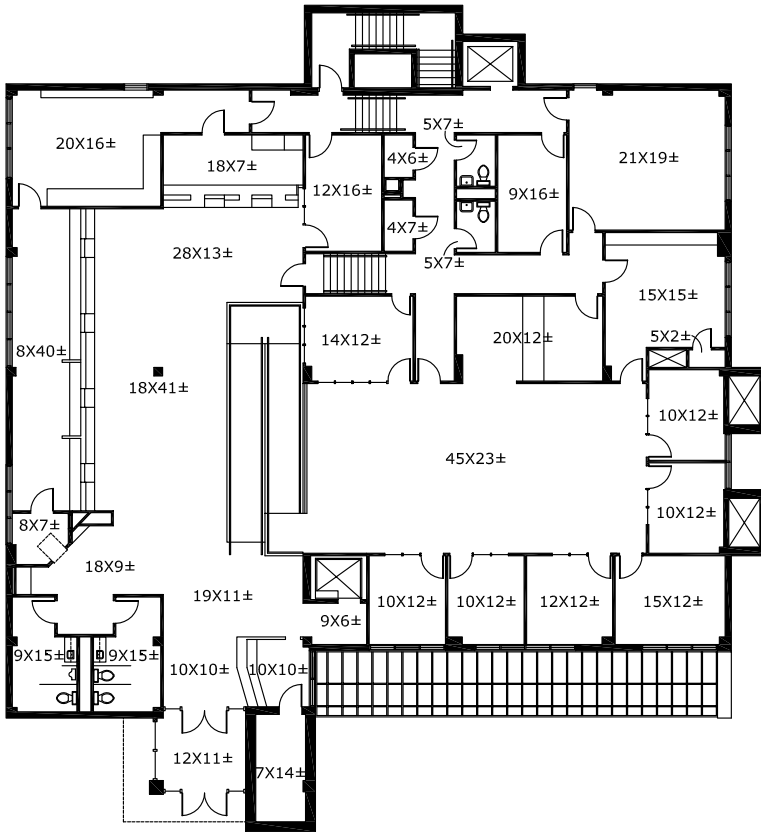 5X7±
20X16±
4X6±
21X19±
18X7±
12X16±
9X16±
4X7±
28X13±
5X7±
15X15±
14X12±
20X12±
5X2±
8X40±
18X41±
10X12±
45X23±
10X12±
8X7±
18X9±
19X11±
10X12±
10X12±
12X12±
15X12±
9X6±
9X15±
9X15±
10X10±
10X10±
12X11±
7X14±